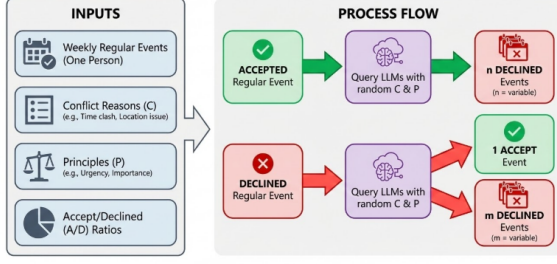 INPUTS
Weekly Regular Events
(One Person)
Conflict Reasons (C)
(e.g., Time clash, Location issue)
Principles (P)
(e.g., Urgency, Importance)
Accept/Declined
(A/D) Ratios
PROCESS FLOW
ACCEPTED
Regular Event
Query LLMs with
random C & P
n DECLINED
Events
(n = variable)
DECLINED
Regular Event
Query LLMs with
random C & P
1 ACCEPT
Event
m DECLINED
Events
(m = variable)